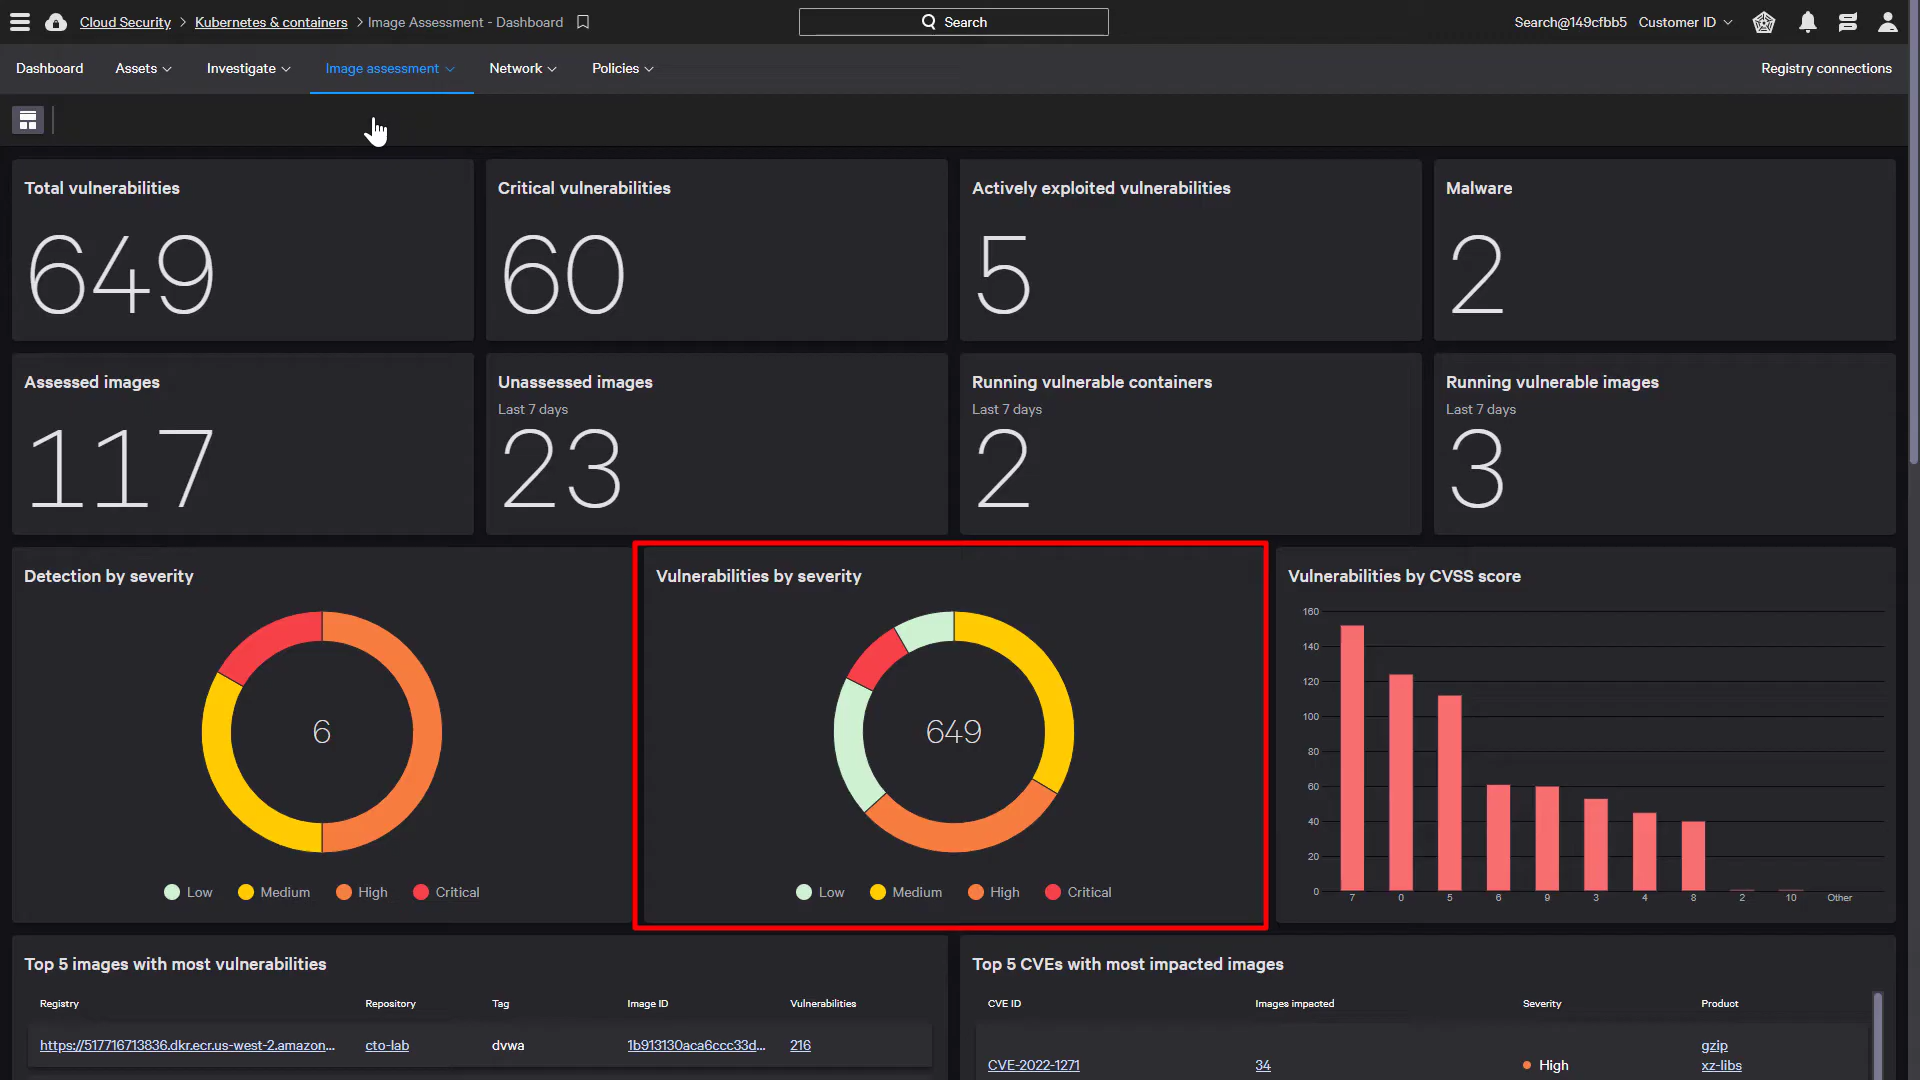 Cloud Security > Kubernetes & containers > Image Assessment - Dashboard
Search
Search@149cfbb5 Customer ID
Dashboard Assets Investigate Image assessment Network Policies Registry connections
Total vulnerabilities
649
Critical vulnerabilities
60
Actively exploited vulnerabilities
5
Malware
2
Assessed images
117
Unassessed images
Last 7 days
23
Running vulnerable containers
Last 7 days
2
Running vulnerable images
Last 7 days
3
Detection by severity
6
Low Medium High Critical
Vulnerabilities by severity
649
Low Medium High Critical
Vulnerabilities by CVSS score
160
140
120
100
80
60
40
20
0
7 0 5 6 9 3 4 8 2 10 Other
Top 5 images with most vulnerabilities
Registry Repository Tag Image ID Vulnerabilities
https://517716713836.dkr.ecr.us-west-2.amazon... cto-lab dvwa 1b913130aca6ccc33d... 216
Top 5 CVEs with most impacted images
CVE ID Images impacted Severity Product
gzip
CVE-2022-1271 34 High xz-libs